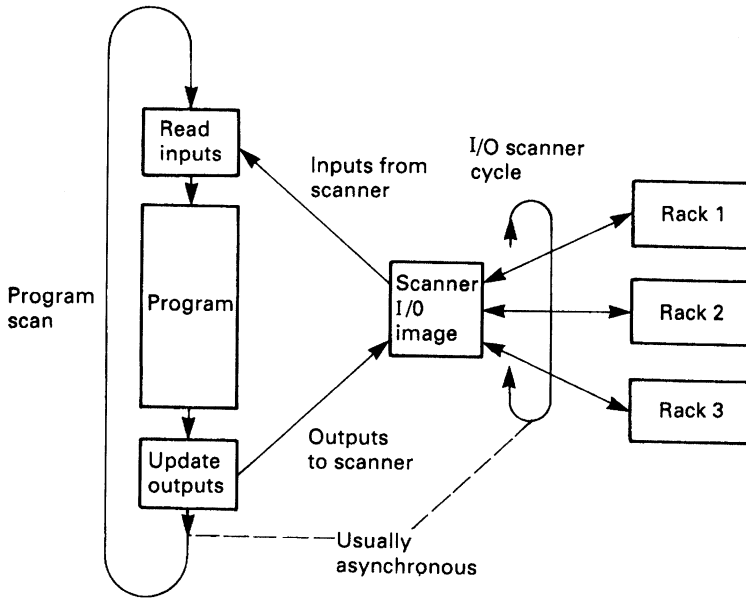 Read
inputs
Inputs from
scanner
I/O scanner
cycle
Rack 1
Program
scan
Program
Scanner
I/0
image
Rack 2
Rack 3
Update
outputs
Outputs
to scanner
Usually
asynchronous